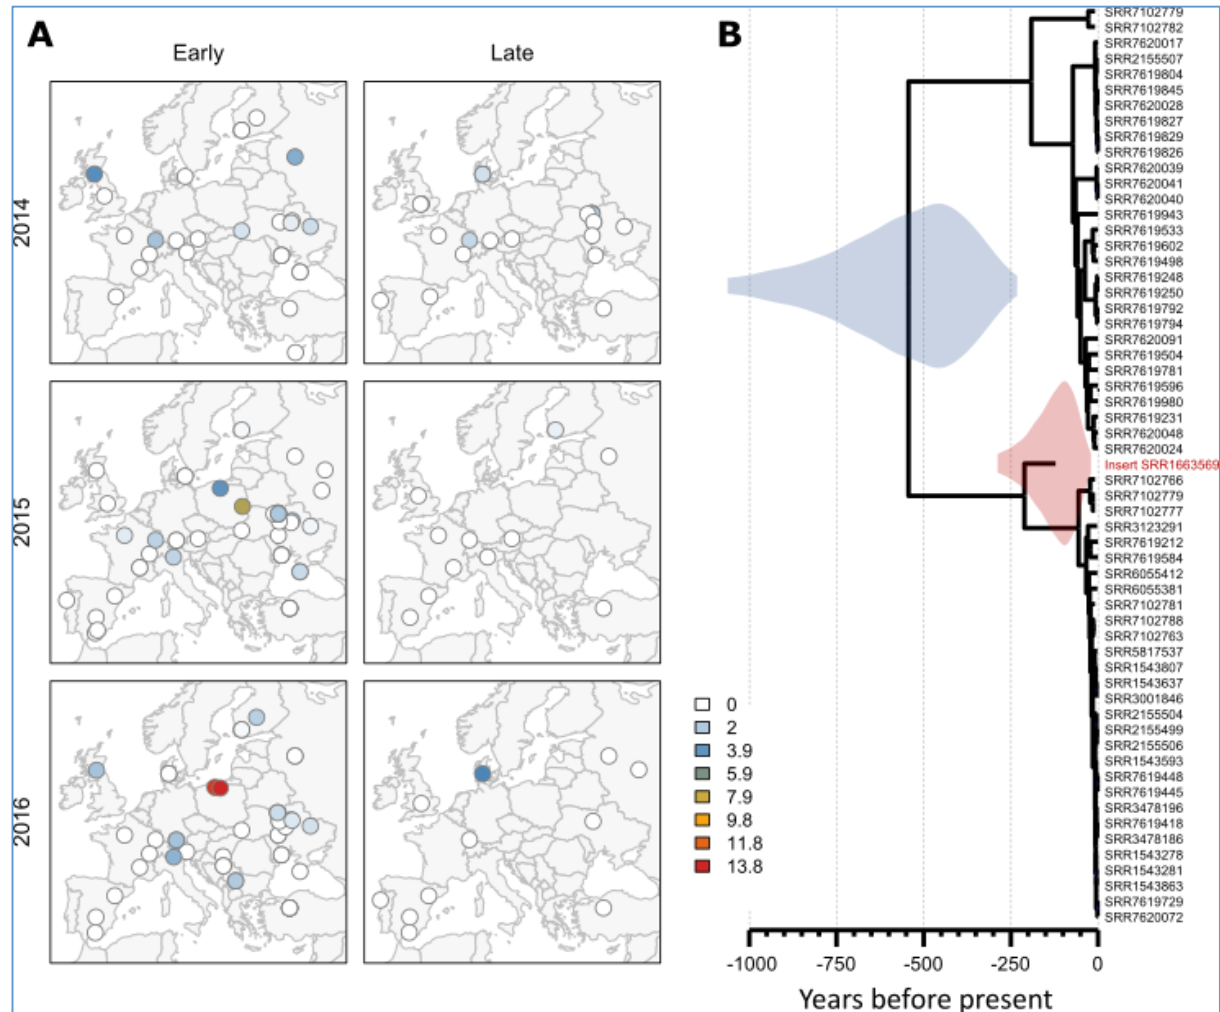 A
Early
Late
2014
2015
2016
0
2
3.9
5.9
7.9
9.8
11.8
13.8
B
SRR7102779
SRR7102782
SRR7620017
SRR2155507
SRR7619804
SRR7619845
SRR7620028
SRR7619827
SRR7619829
SRR7619826
SRR7620039
SRR7620041
SRR7620040
SRR7619943
SRR7619533
SRR7619602
SRR7619498
SRR7619248
SRR7619250
SRR7619792
SRR7619794
SRR7620091
SRR7619504
SRR7619781
SRR7619596
SRR7619980
SRR7619231
SRR7620048
SRR7620024
Insert SRR1663569
SRR7102766
SRR7102779
SRR7102777
SRR3123291
SRR7619212
SRR7619584
SRR6055412
SRR6055381
SRR7102781
SRR7102788
SRR7102763
SRR5817537
SRR1543807
SRR1543637
SRR3001846
SRR2155504
SRR2155499
SRR2155506
SRR1543593
SRR7619448
SRR7619445
SRR3478196
SRR7619418
SRR3478186
SRR1543278
SRR1543281
SRR1543863
SRR7619729
SRR7620072
-1000 -750 -500 -250 0
Years before present